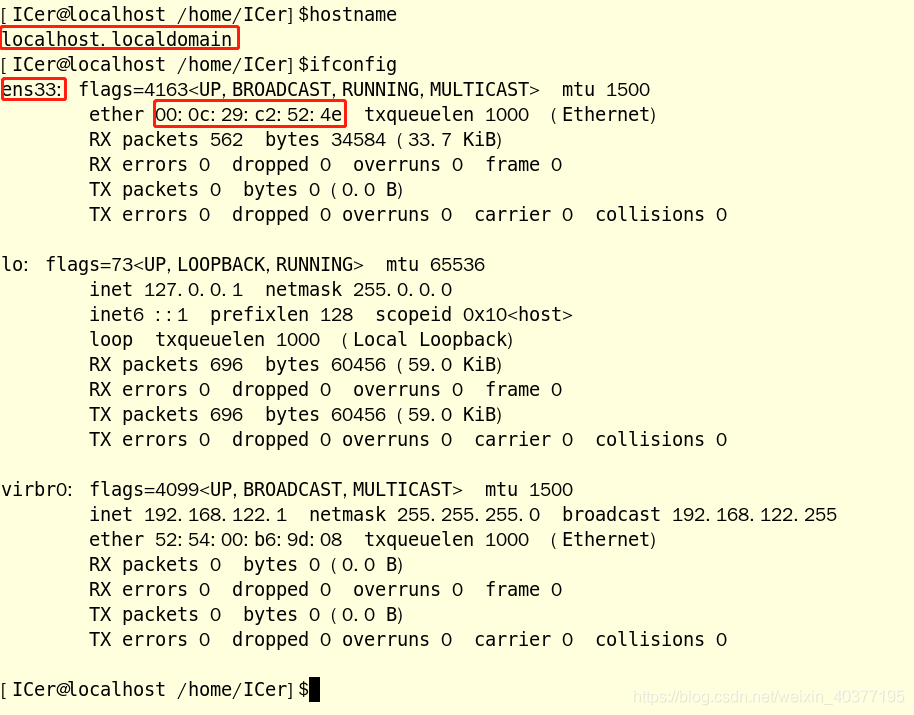 [ICer@localhost /home/ICer]$hostname
localhost.localdomain
[ICer@localhost /home/ICer]$ifconfig
ens33: flags=4163<UP,BROADCAST,RUNNING,MULTICAST>  mtu 1500
        ether 00:0c:29:c2:52:4e  txqueuelen 1000  (Ethernet)
        RX packets 562  bytes 34584 (33.7 KiB)
        RX errors 0  dropped 0  overruns 0  frame 0
        TX packets 0  bytes 0 (0.0 B)
        TX errors 0  dropped 0 overruns 0  carrier 0  collisions 0

lo: flags=73<UP,LOOPBACK,RUNNING>  mtu 65536
        inet 127.0.0.1  netmask 255.0.0.0
        inet6 ::1  prefixlen 128  scopeid 0x10<host>
        loop  txqueuelen 1000  (Local Loopback)
        RX packets 696  bytes 60456 (59.0 KiB)
        RX errors 0  dropped 0  overruns 0  frame 0
        TX packets 696  bytes 60456 (59.0 KiB)
        TX errors 0  dropped 0 overruns 0  carrier 0  collisions 0

virbr0: flags=4099<UP,BROADCAST,MULTICAST>  mtu 1500
        inet 192.168.122.1  netmask 255.255.255.0  broadcast 192.168.122.255
        ether 52:54:00:b6:9d:08  txqueuelen 1000  (Ethernet)
        RX packets 0  bytes 0 (0.0 B)
        RX errors 0  dropped 0  overruns 0  frame 0
        TX packets 0  bytes 0 (0.0 B)
        TX errors 0  dropped 0 overruns 0  carrier 0  collisions 0

[ICer@localhost /home/ICer]$
https://blog.csdn.net/weixin_40377195